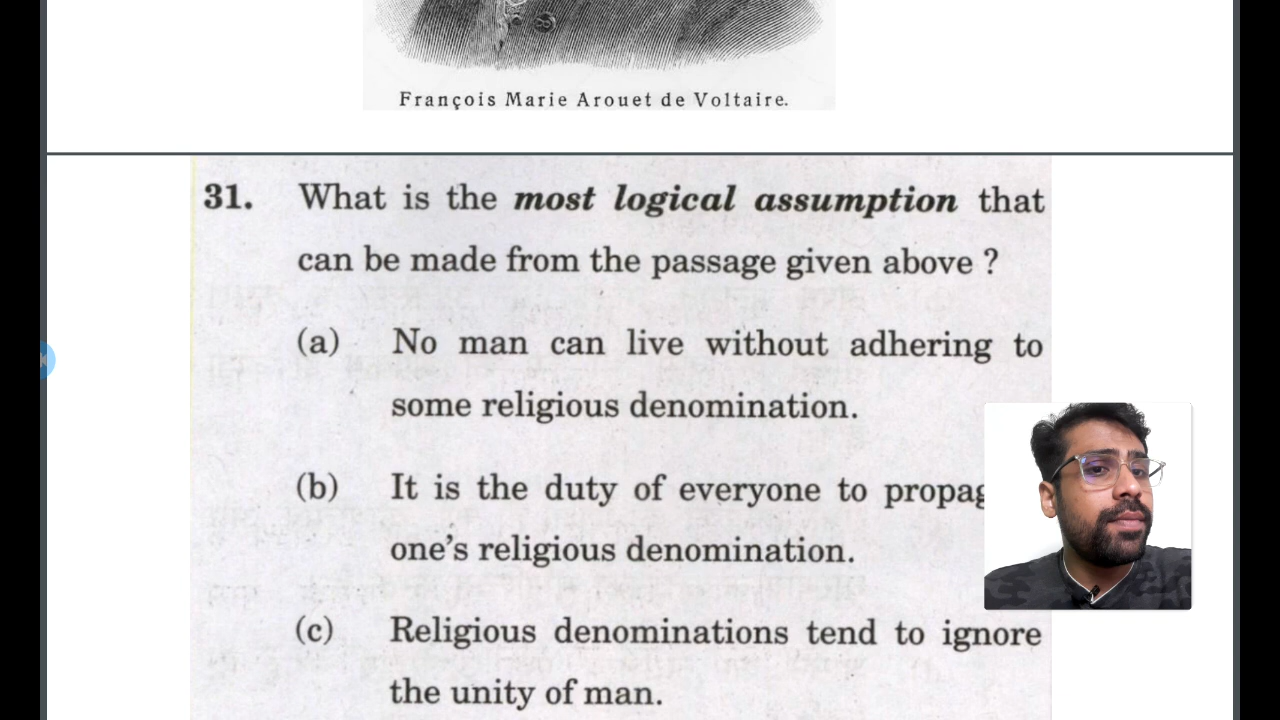 François Marie Arouet de Voltaire.
31. What is the most logical assumption that
can be made from the passage given above ?
(a) No man can live without adhering to
some religious denomination.
(b) It is the duty of everyone to
one's religious denomination.
(c) Religious denominations tend to ignore
the unity of man.